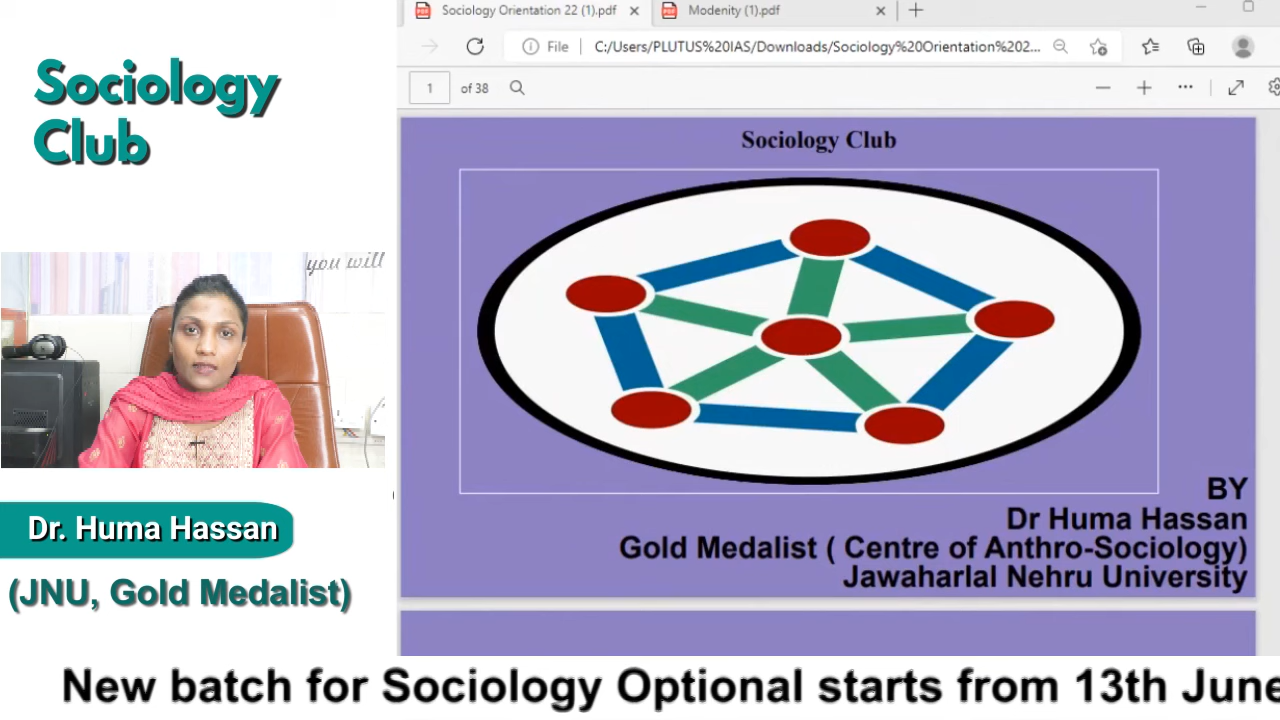 Sociology
Club
you will
Dr. Huma Hassan
(JNU, Gold Medalist)
Sociology Orientation 22 (1).pdf
Modenity (1).pdf
File
C:/Users/PLUTUS%20IAS/Downloads/Sociology%20Orientation%202...
1 of 38
Sociology Club
BY
Dr Huma Hassan
Gold Medalist ( Centre of Anthro-Sociology)
Jawaharlal Nehru University
New batch for Sociology Optional starts from 13th June